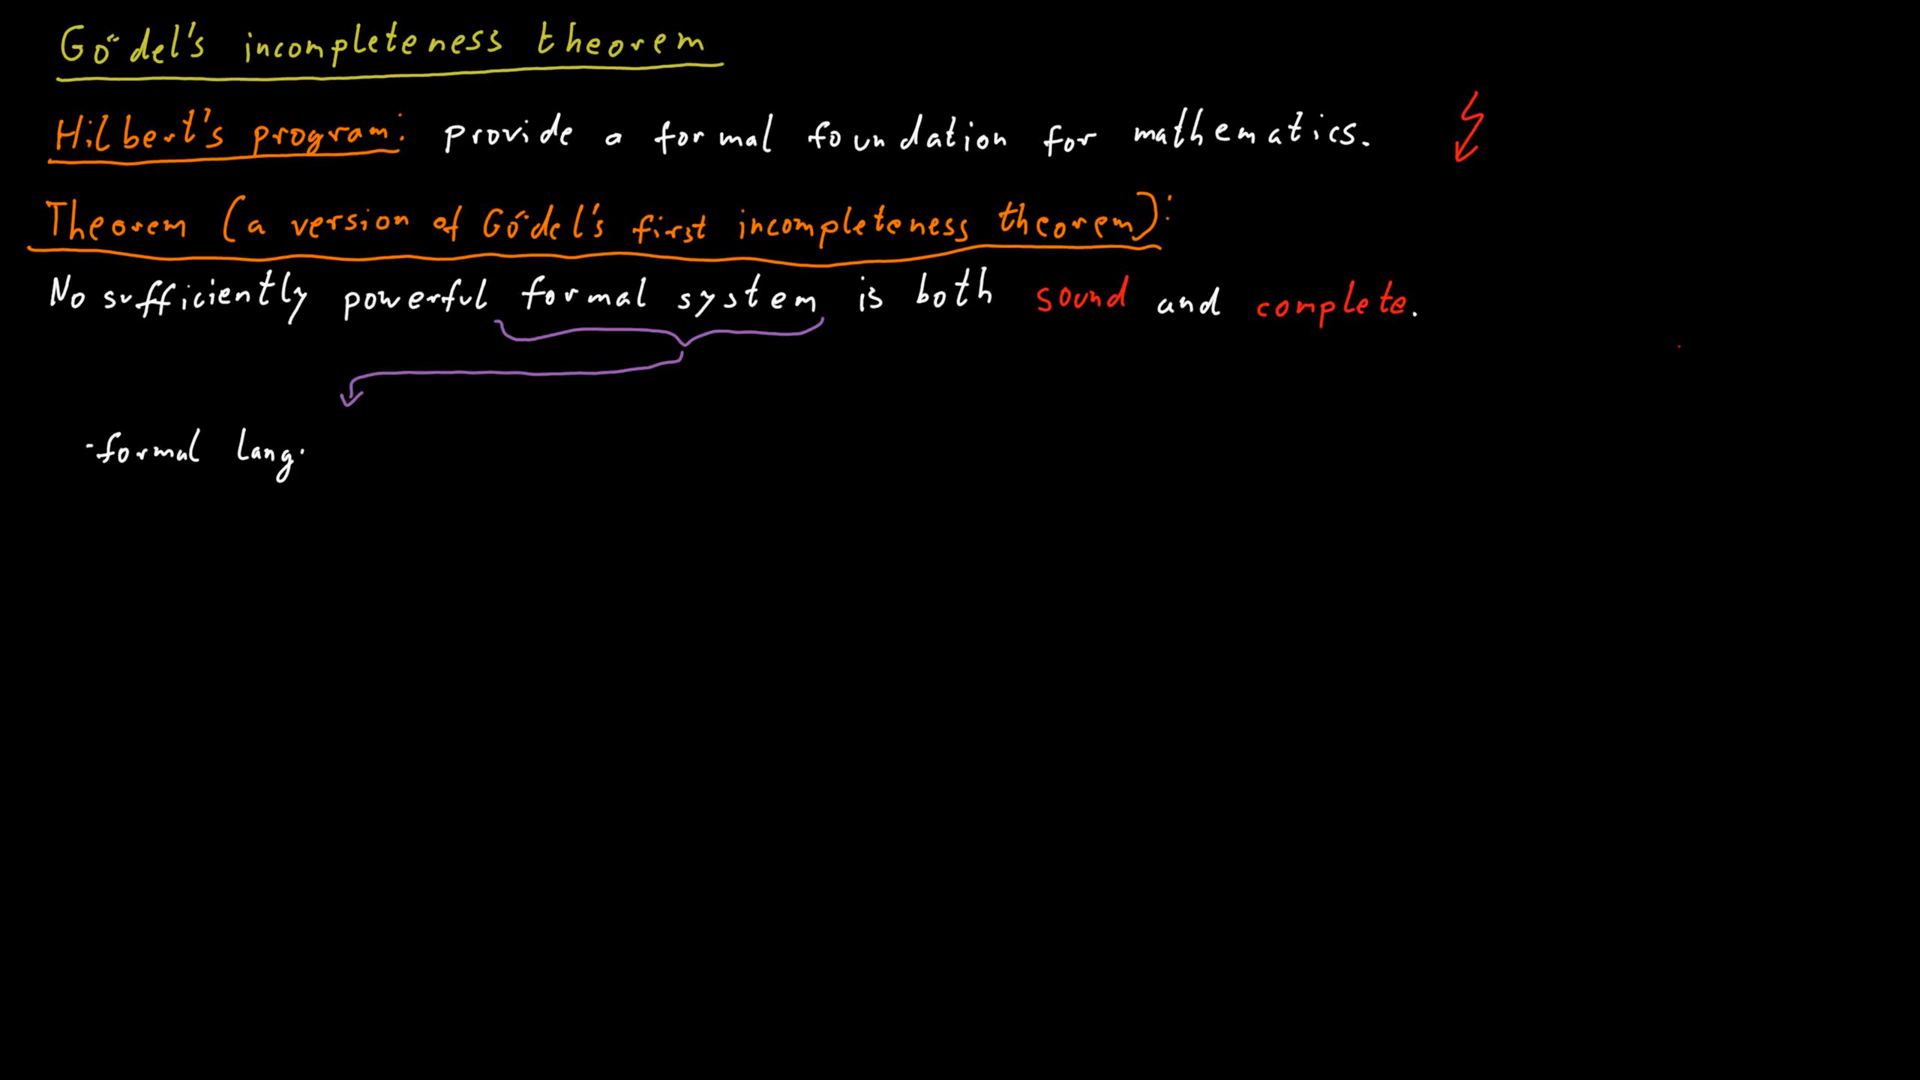 Gödel's incompleteness theorem
Hilbert's program: provide a formal foundation for mathematics.
Theorem (a version of Gödel's first incompleteness theorem):
No sufficiently powerful formal system is both sound and complete.
-formal lang.